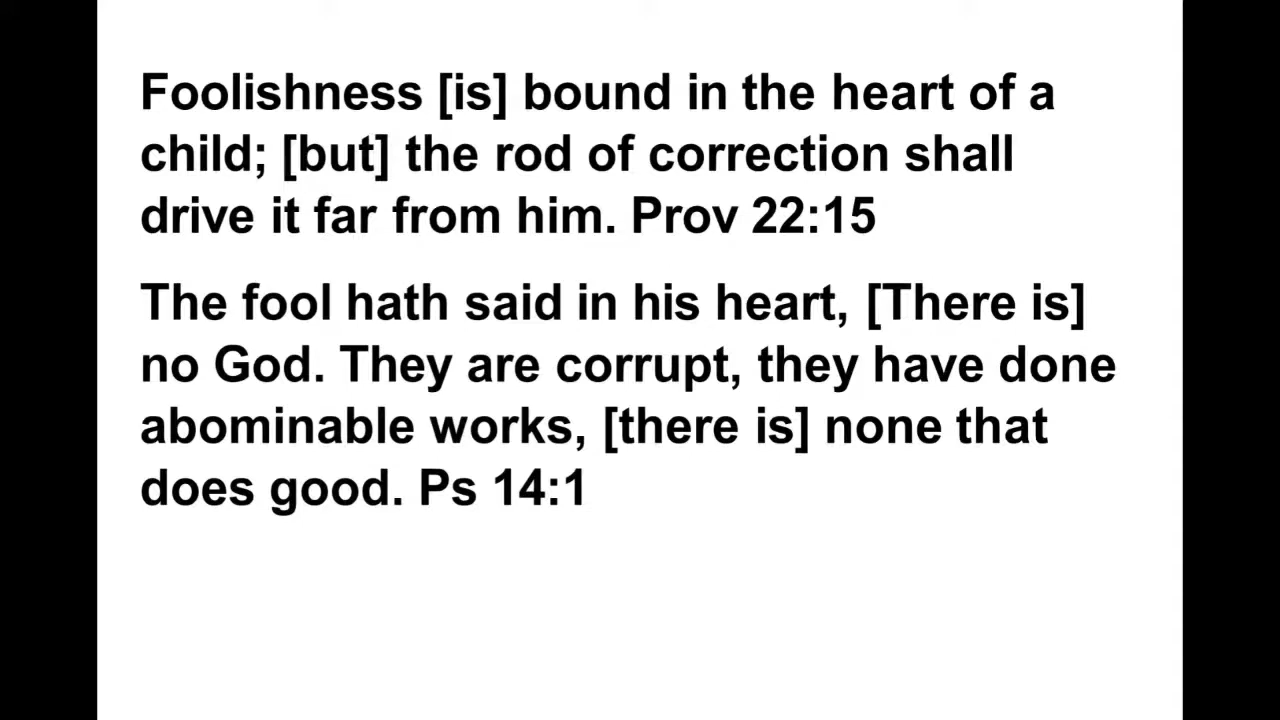 Foolishness [is] bound in the heart of a
child; [but] the rod of correction shall
drive it far from him. Prov 22:15
The fool hath said in his heart, [There is]
no God. They are corrupt, they have done
abominable works, [there is] none that
does good. Ps 14:1